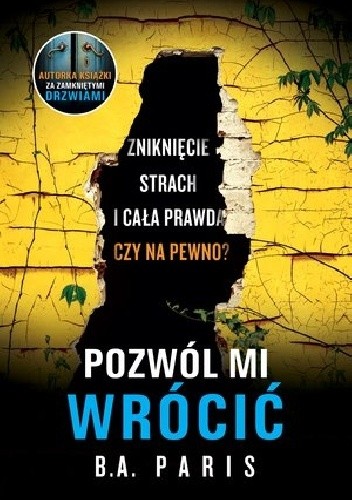 AUTORKA KSIĄŻKI
ZA ZAMKNIĘTYMI
DRZWIAMI
ZNIKNIĘCIE
STRACH
I CAŁA PRAWDA
CZY NA PEWNO?
POZWÓL MI
WRÓCIĆ
B.A. PARIS